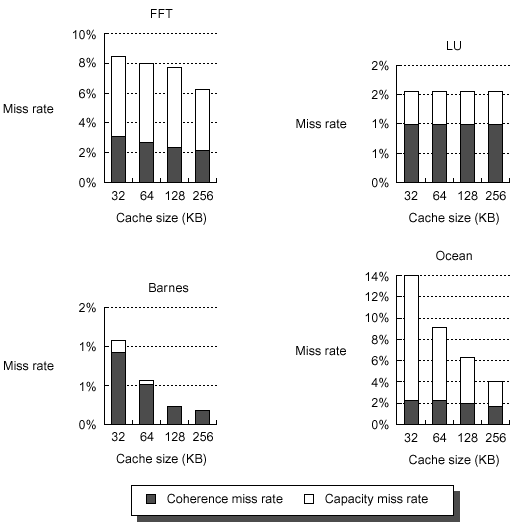 FFT
10%
8%
6%
4%
2%
0%
Miss rate
32 64 128 256
Cache size (KB)
LU
2%
2%
1%
1%
0%
Miss rate
32 64 128 256
Cache size (KB)
Barnes
2%
1%
1%
0%
Miss rate
32 64 128 256
Cache size (KB)
Ocean
14%
12%
10%
8%
6%
4%
2%
0%
Miss rate
32 64 128 256
Cache size (KB)
Coherence miss rate
Capacity miss rate